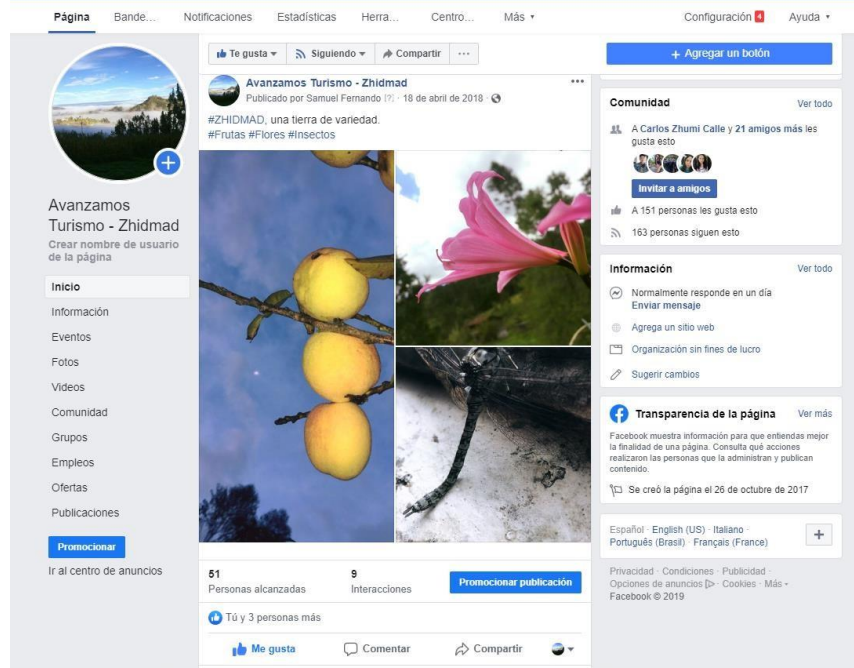 Página Bande... Notificaciones Estadísticas Herra... Centro... Más Configuración 4 Ayuda
Avanzamos
Turismo - Zhidmad
Crear nombre de usuario
de la página
Inicio
Información
Eventos
Fotos
Videos
Comunidad
Grupos
Empleos
Ofertas
Publicaciones
Promocionar
Ir al centro de anuncios
Te gusta Siguiendo Compartir ...
+ Agregar un botón
Avanzamos Turismo - Zhidmad
Publicado por Samuel Fernando [?] · 18 de abril de 2018 ·
#ZHIDMAD, una tierra de variedad.
#Frutas #Flores #Insectos
51
Personas alcanzadas
9
Interacciones
Promocionar publicación
Tú y 3 personas más
Me gusta Comentar Compartir
Comunidad Ver todo
A Carlos Zhumi Calle y 21 amigos más les
gusta esto
Invitar a amigos
A 151 personas les gusta esto
163 personas siguen esto
Información Ver todo
Normalmente responde en un día
Enviar mensaje
Agrega un sitio web
Organización sin fines de lucro
Sugerir cambios
Transparencia de la página Ver más
Facebook muestra información para que entiendas mejor
la finalidad de una página. Consulta qué acciones
realizaron las personas que la administran y publican
contenido.
Se creó la página el 26 de octubre de 2017
Español · English (US) · Italiano ·
Português (Brasil) · Français (France)
Privacidad · Condiciones · Publicidad ·
Opciones de anuncios · Cookies · Más
Facebook © 2019